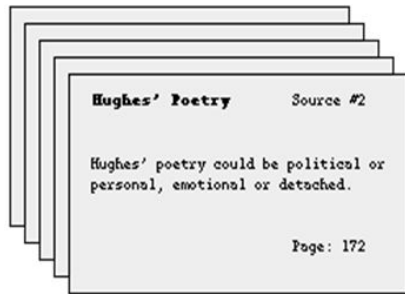 Hughes' Poetry Source #2
Hughes' poetry could be political or
personal, emotional or detached.
Page: 172